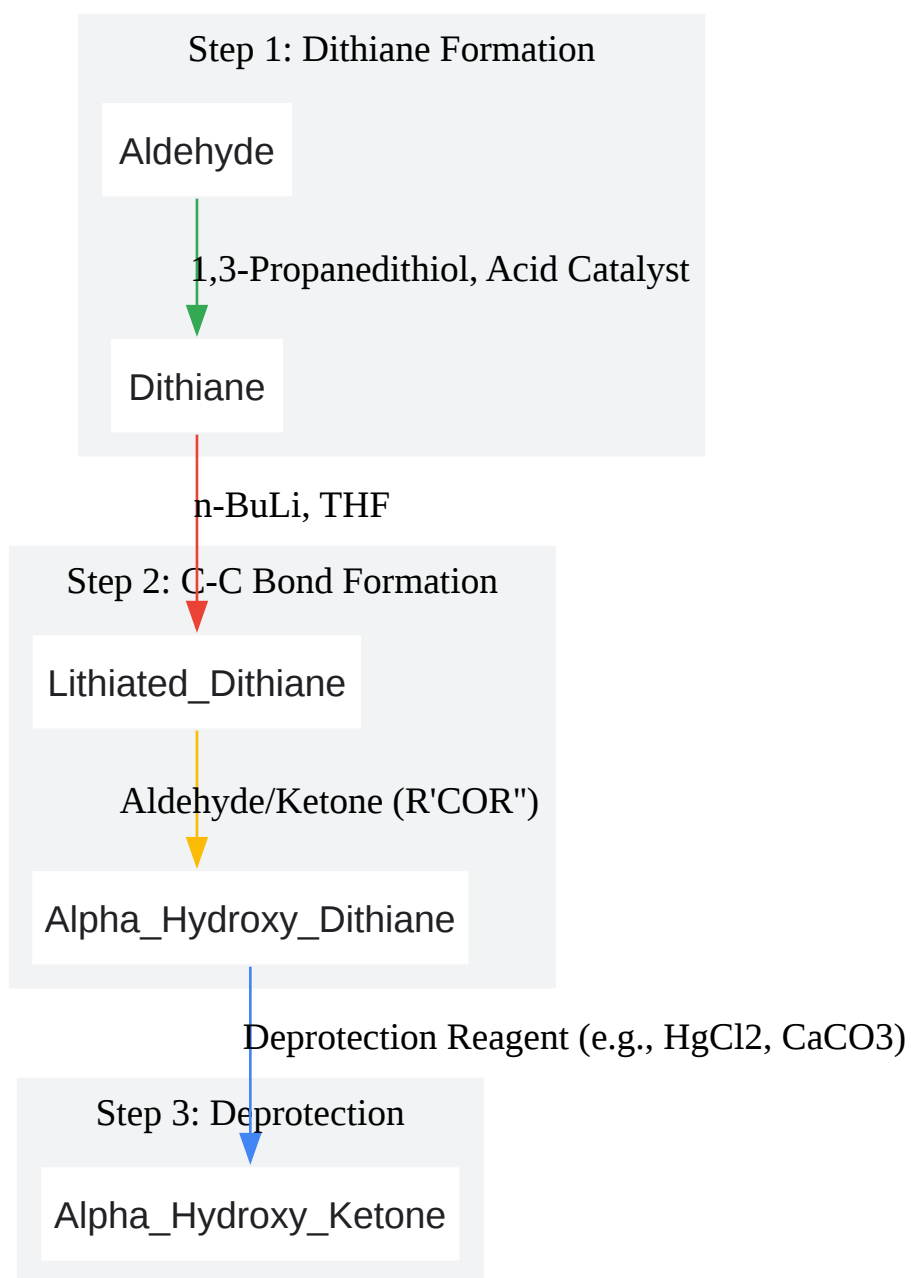 Step 1: Dithiane Formation
Aldehyde
1,3-Propanedithiol, Acid Catalyst
Dithiane
n-BuLi, THF
Step 2: C-C Bond Formation
Lithiated_Dithiane
Aldehyde/Ketone (R'COR")
Alpha_Hydroxy_Dithiane
Deprotection Reagent (e.g., HgCl2, CaCO3)
Step 3: Deprotection
Alpha_Hydroxy_Ketone